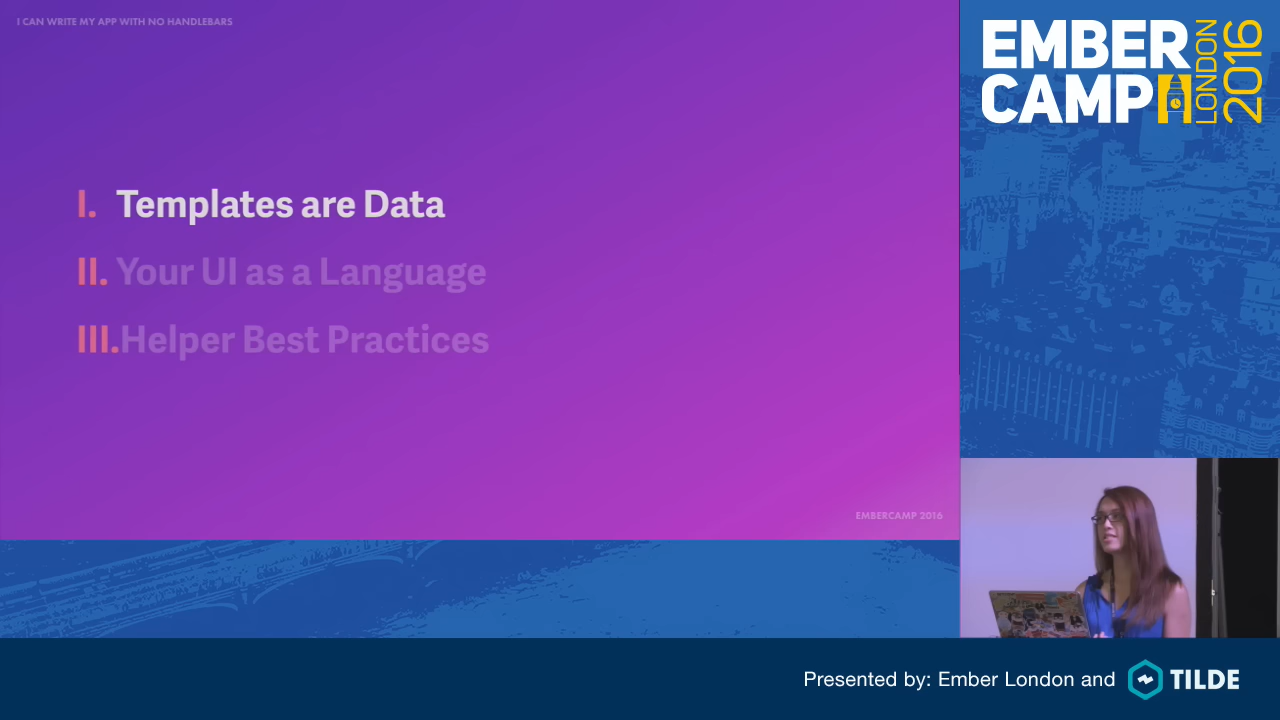 I CAN WRITE MY APP WITH NO HANDLEBARS
I. Templates are Data
II. Your UI as a Language
III. Helper Best Practices
EMBERCAMP 2016
EMBER
CAMP
LONDON
2016
Presented by: Ember London and TILDE